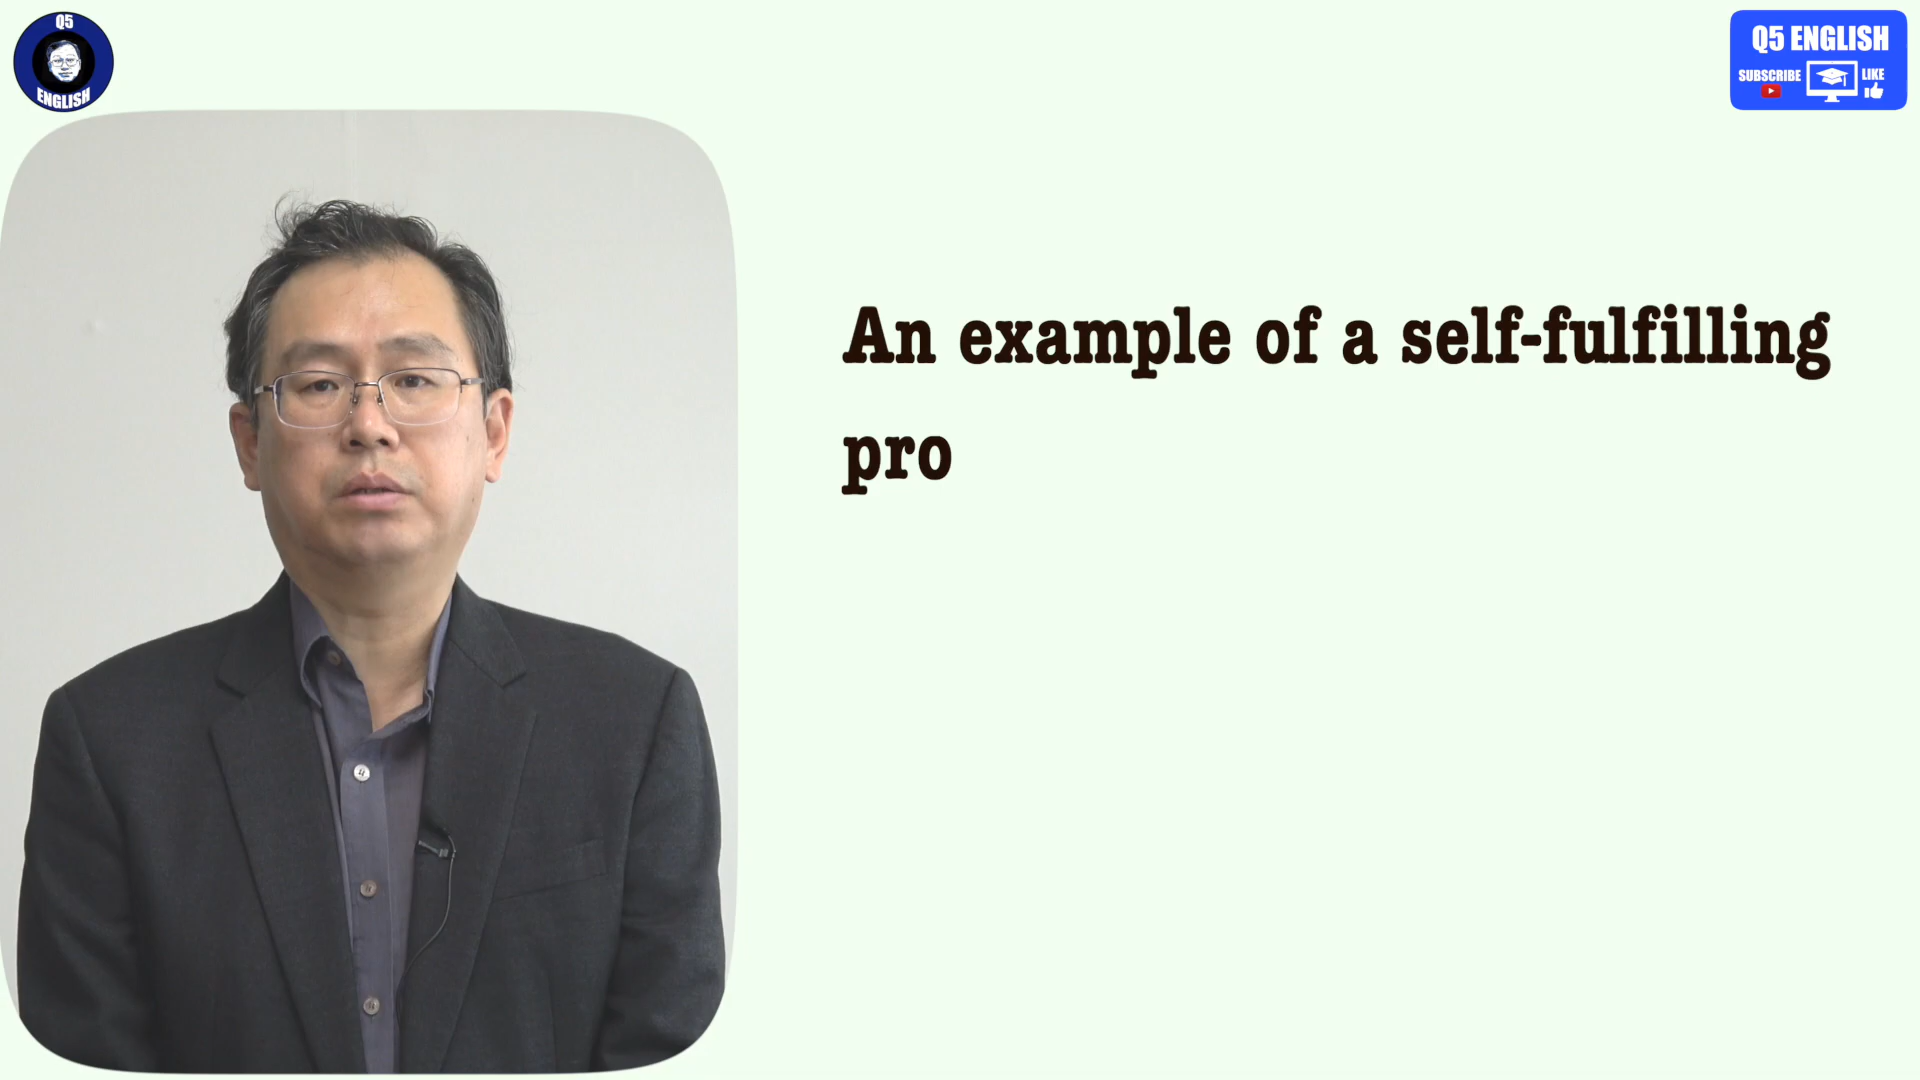 Q5
ENGLISH
Q5 ENGLISH
SUBSCRIBE
LIKE
An example of a self-fulfilling
pro